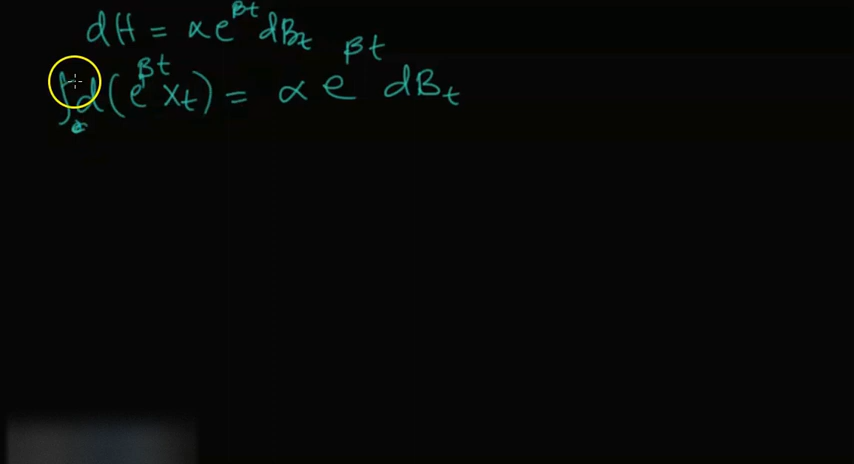 dH = αe^{βt} dB_t
∫d(e^{βt} X_t) = α e^{βt} dB_t